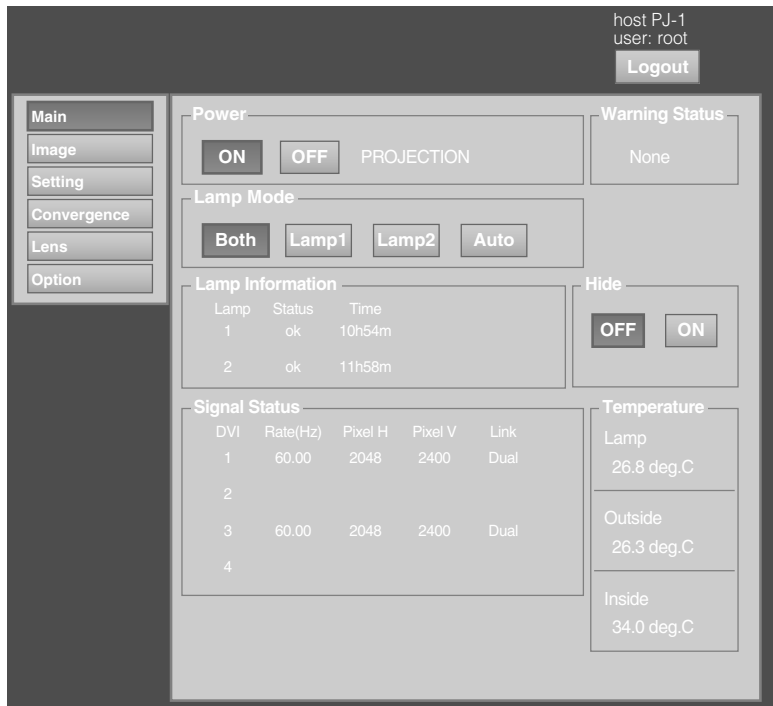 host PJ-1
user: root
Logout
Main
Image
Setting
Convergence
Lens
Option
Power
ON OFF PROJECTION
Warning Status
None
Lamp Mode
Both Lamp1 Lamp2 Auto
Lamp Information
Lamp Status Time
1 ok 10h54m
2 ok 11h58m
Hide
OFF ON
Signal Status
DVI Rate(Hz) Pixel H Pixel V Link
1 60.00 2048 2400 Dual
2
3 60.00 2048 2400 Dual
4
Temperature
Lamp
26.8 deg.C
Outside
26.3 deg.C
Inside
34.0 deg.C